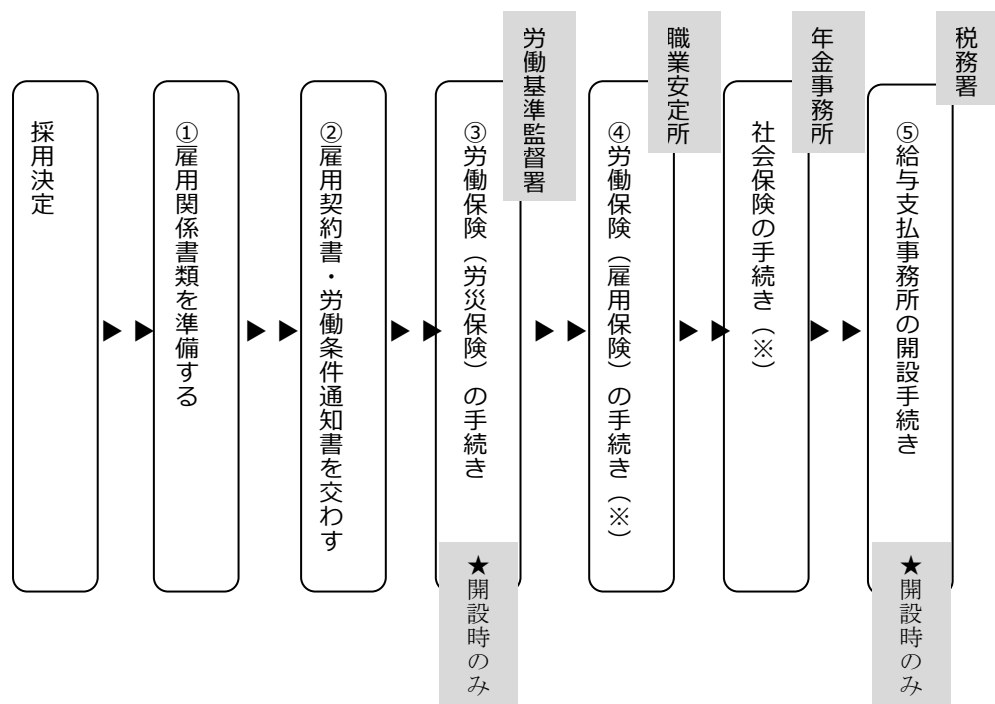 採用決定
①雇用関係書類を準備する
②雇用契約書・労働条件通知書を交わす
労働基準監督署
③労働保険（労災保険）の手続き
★開設時のみ
職業安定所
④労働保険（雇用保険）の手続き（※）
年金事務所
社会保険の手続き（※）
税務署
⑤給与支払事務所の開設手続き
★開設時のみ